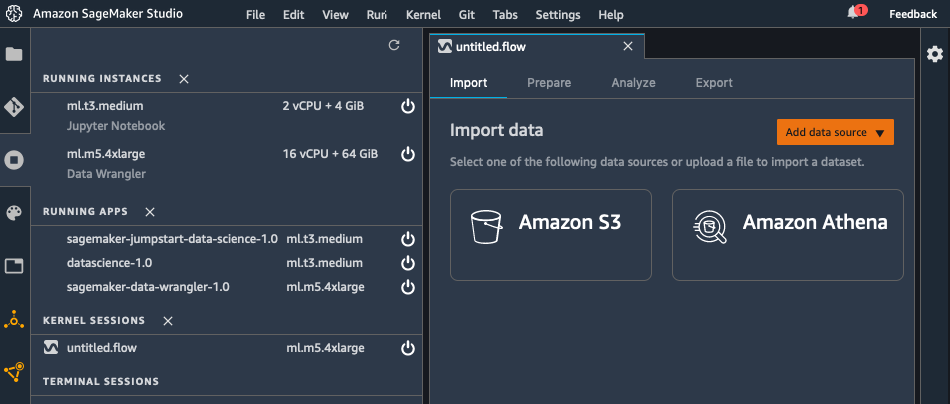 Amazon SageMaker Studio File Edit View Run Kernel Git Tabs Settings Help 1 Feedback
RUNNING INSTANCES
ml.t3.medium 2 vCPU + 4 GiB
Jupyter Notebook
ml.m5.4xlarge 16 vCPU + 64 GiB
Data Wrangler
RUNNING APPS
sagemaker-jumpstart-data-science-1.0 ml.t3.medium
datascience-1.0 ml.t3.medium
sagemaker-data-wrangler-1.0 ml.m5.4xlarge
KERNEL SESSIONS
untitled.flow ml.m5.4xlarge
TERMINAL SESSIONS
untitled.flow
Import Prepare Analyze Export
Import data
Add data source
Select one of the following data sources or upload a file to import a dataset.
Amazon S3
Amazon Athena